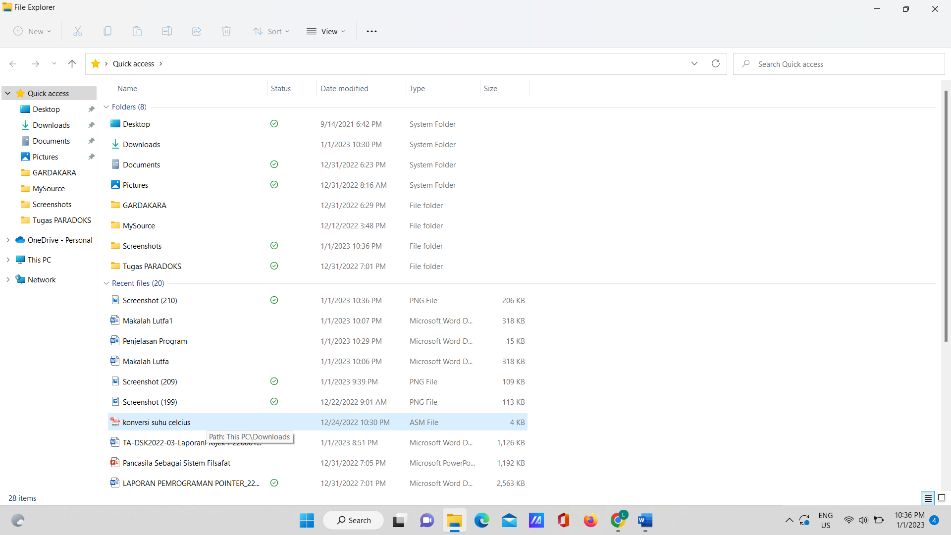 File Explorer
New
Sort
View
Quick access
Search Quick access
Quick access
Desktop
Downloads
Documents
Pictures
GARDAKARA
MySource
Screenshots
Tugas PARADOKS
OneDrive - Personal
This PC
Network
Name Status Date modified Type Size
Folders (8)
Desktop 9/14/2021 6:42 PM System Folder
Downloads 1/1/2023 10:30 PM System Folder
Documents 12/31/2022 6:23 PM System Folder
Pictures 12/31/2022 8:16 AM System Folder
GARDAKARA 12/31/2022 6:29 PM File folder
MySource 12/12/2022 3:48 PM File folder
Screenshots 1/1/2023 10:36 PM File folder
Tugas PARADOKS 12/31/2022 7:01 PM File folder
Recent files (20)
Screenshot (210) 1/1/2023 10:36 PM PNG File 206 KB
Makalah Lutfa1 1/1/2023 10:07 PM Microsoft Word D... 318 KB
Penjelasan Program 1/1/2023 10:29 PM Microsoft Word D... 15 KB
Makalah Lutfa 1/1/2023 10:06 PM Microsoft Word D... 318 KB
Screenshot (209) 1/1/2023 9:39 PM PNG File 109 KB
Screenshot (199) 12/22/2022 9:01 AM PNG File 113 KB
konversi suhu celcius 12/24/2022 10:30 PM ASM File 4 KB
Path: This PC\Downloads
1/1/2023 8:51 PM Microsoft Word D... 1,126 KB
Pancasila Sebagai Sistem Filsafat 12/31/2022 7:05 PM Microsoft PowerPo... 1,192 KB
LAPORAN PEMROGRAMAN POINTER_22... 12/31/2022 7:01 PM Microsoft Word D... 2,563 KB
28 items
Search
ENG
US
10:36 PM
1/1/2023
4